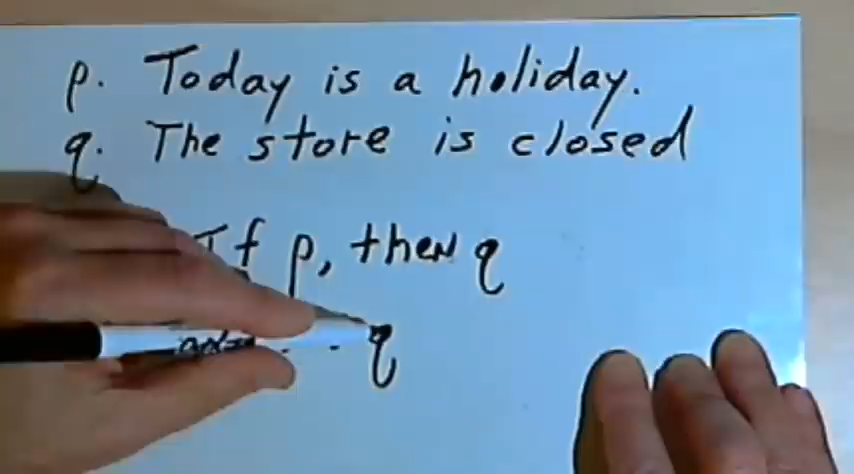 p. Today is a holiday.
q. The store is closed
If p, then q
q